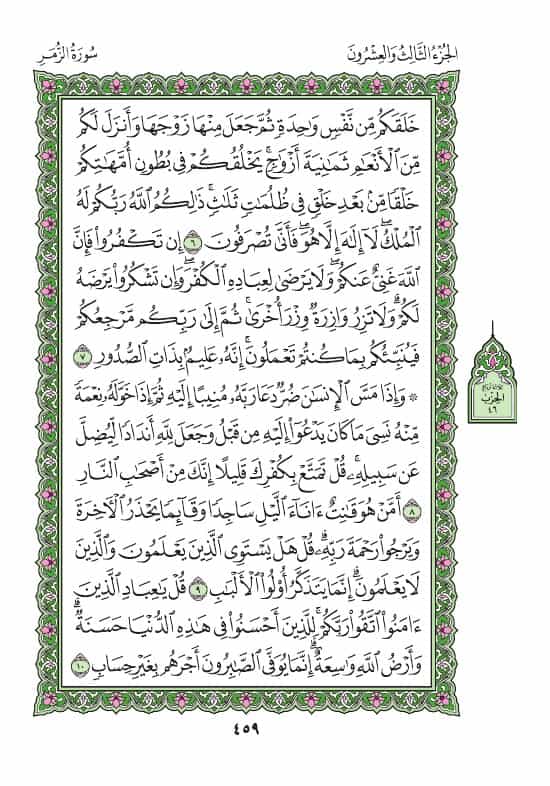 الجُزْءُ الثَّالِثُ وَالعِشْرُونَ
سُورَةُ الزُّمَرِ
خَلَقَكُم مِّن نَّفْسٍ وَٰحِدَةٍ ثُمَّ جَعَلَ مِنْهَا زَوْجَهَا وَأَنزَلَ لَكُم
مِّنَ ٱلْأَنْعَٰمِ ثَمَٰنِيَةَ أَزْوَٰجٍۚ يَخْلُقُكُمْ فِى بُطُونِ أُمَّهَٰتِكُمْ
خَلْقًا مِّنۢ بَعْدِ خَلْقٍ فِى ظُلُمَٰتٍ ثَلَٰثٍۚ ذَٰلِكُمُ ٱللَّهُ رَبُّكُمْ لَهُ
ٱلْمُلْكُۖ لَآ إِلَٰهَ إِلَّا هُوَۖ فَأَنَّىٰ تُصْرَفُونَ ٦ إِن تَكْفُرُوا۟ فَإِنَّ
ٱللَّهَ غَنِىٌّ عَنكُمْۖ وَلَا يَرْضَىٰ لِعِبَادِهِ ٱلْكُفْرَۖ وَإِن تَشْكُرُوا۟ يَرْضَهُ
لَكُمْۗ وَلَا تَزِرُ وَازِرَةٌ وِزْرَ أُخْرَىٰۚ ثُمَّ إِلَىٰ رَبِّكُم مَّرْجِعُكُمْ
فَيُنَبِّئُكُم بِمَا كُنتُمْ تَعْمَلُونَۚ إِنَّهُۥ عَلِيمٌۢ بِذَاتِ ٱلصُّدُورِ ٧
۞ وَإِذَا مَسَّ ٱلْإِنسَٰنَ ضُرٌّ دَعَا رَبَّهُۥ مُنِيبًا إِلَيْهِ ثُمَّ إِذَا خَوَّلَهُۥ نِعْمَةً
مِّنْهُ نَسِىَ مَا كَانَ يَدْعُوٓا۟ إِلَيْهِ مِن قَبْلُ وَجَعَلَ لِلَّهِ أَندَادًا لِّيُضِلَّ
عَن سَبِيلِهِۦۚ قُلْ تَمَتَّعْ بِكُفْرِكَ قَلِيلًاۖ إِنَّكَ مِنْ أَصْحَٰبِ ٱلنَّارِ
٨ أَمَّنْ هُوَ قَٰنِتٌ ءَانَآءَ ٱلَّيْلِ سَاجِدًا وَقَآئِمًا يَحْذَرُ ٱلْءَاخِرَةَ
وَيَرْجُوا۟ رَحْمَةَ رَبِّهِۦۗ قُلْ هَلْ يَسْتَوِى ٱلَّذِينَ يَعْلَمُونَ وَٱلَّذِينَ
لَا يَعْلَمُونَۗ إِنَّمَا يَتَذَكَّرُ أُو۟لُوا۟ ٱلْأَلْبَٰبِ ٩ قُلْ يَٰعِبَادِ ٱلَّذِينَ
ءَامَنُوا۟ ٱتَّقُوا۟ رَبَّكُمْۚ لِلَّذِينَ أَحْسَنُوا۟ فِى هَٰذِهِ ٱلدُّنْيَا حَسَنَةٌۗ
وَأَرْضُ ٱللَّهِ وَٰسِعَةٌۗ إِنَّمَا يُوَفَّى ٱلصَّٰبِرُونَ أَجْرَهُم بِغَيْرِ حِسَابٍ ١٠
الحِزْب
٤٦
٤٥٩